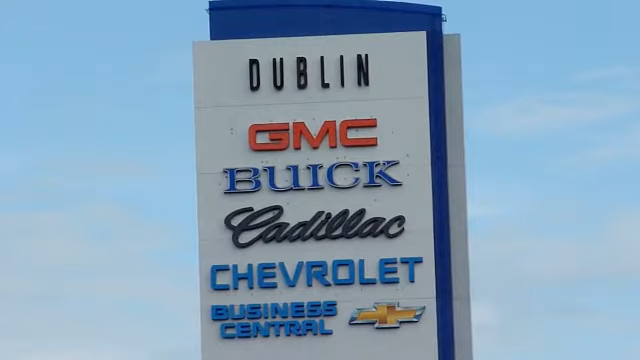 DUBLIN
GMC
BUICK
Cadillac
CHEVROLET
BUSINESS
CENTRAL